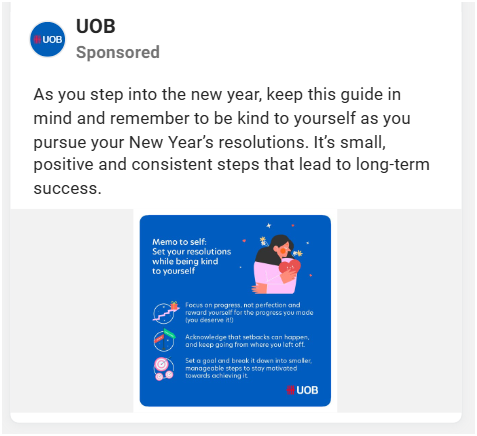 UOB
UOB
Sponsored
As you step into the new year, keep this guide in
mind and remember to be kind to yourself as you
pursue your New Year’s resolutions. It’s small,
positive and consistent steps that lead to long-term
success.
Memo to self:
Set your resolutions
while being kind
to yourself
Focus on progress, not perfection and
reward yourself for the progress you made
(you deserve it!)
Acknowledge that setbacks can happen,
and keep going from where you left off.
Set a goal and break it down into smaller,
manageable steps to stay motivated
towards achieving it.
UOB